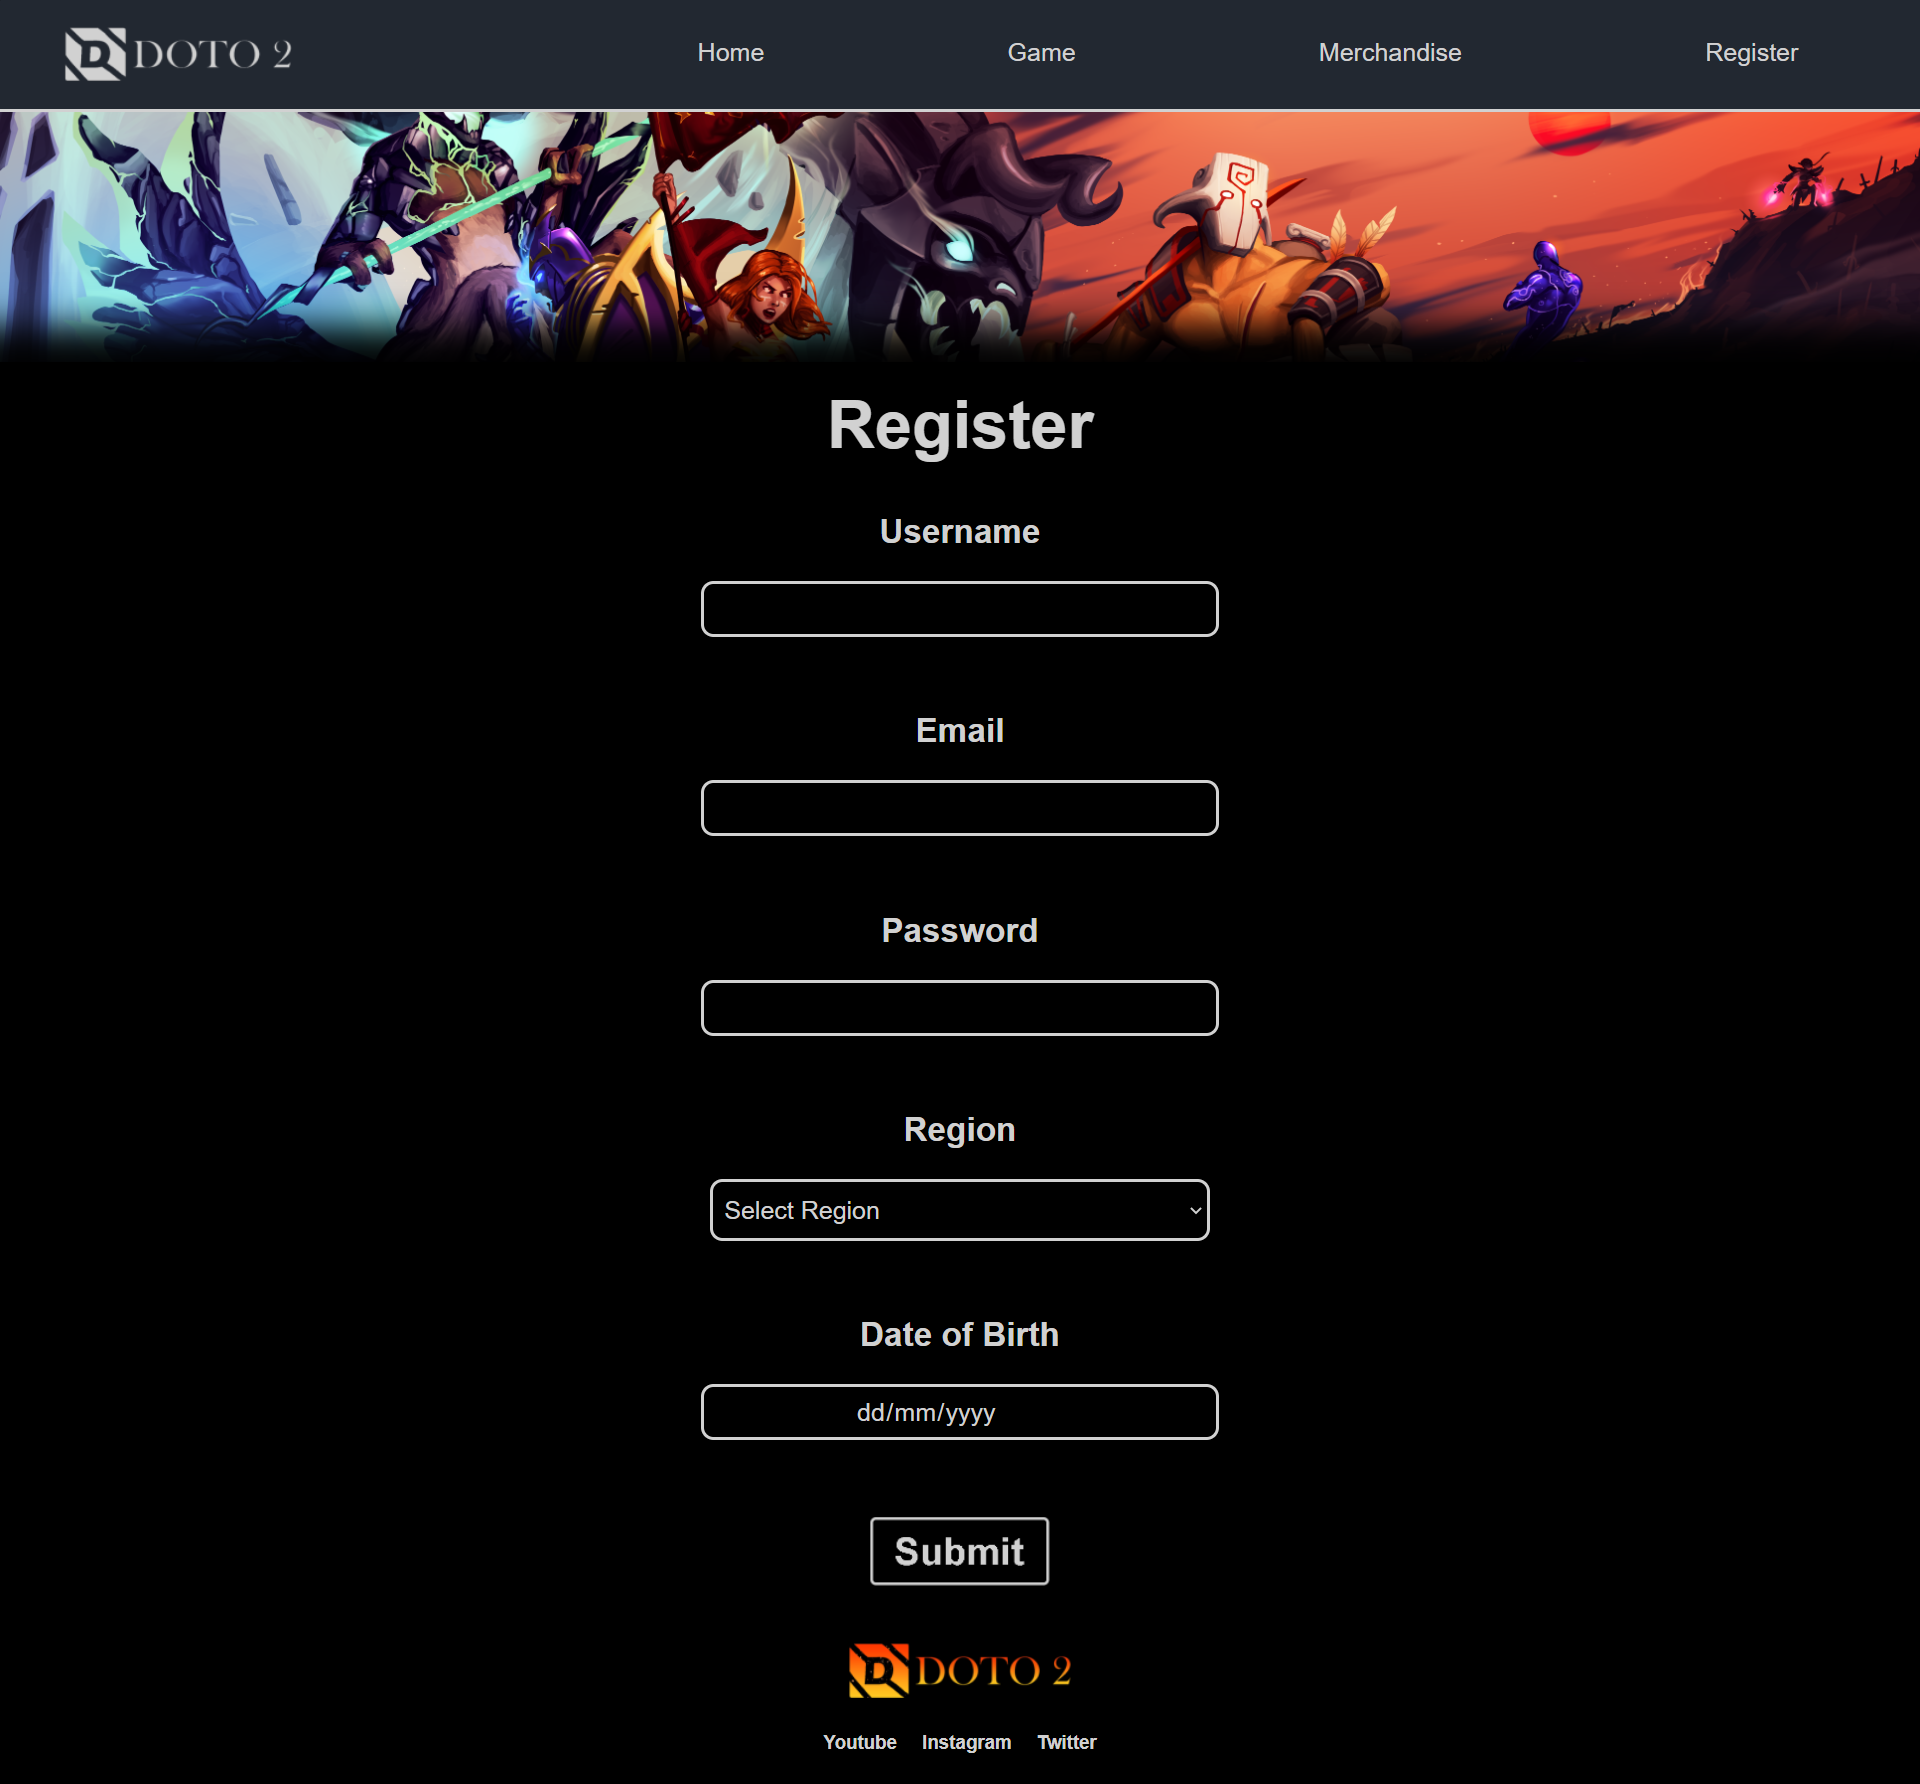 DOTO 2
Home Game Merchandise Register
Register
Username
Email
Password
Region
Select Region
Date of Birth
dd/mm/yyyy
Submit
DOTO 2
Youtube Instagram Twitter